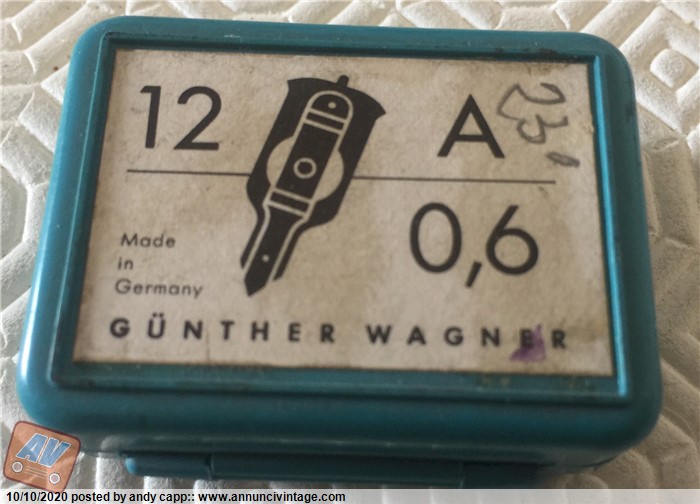 12 A 23'
0,6
Made
in
Germany
GÜNTHER WAGNER
AV
10/10/2020 posted by andy capp:: www.annuncivintage.com